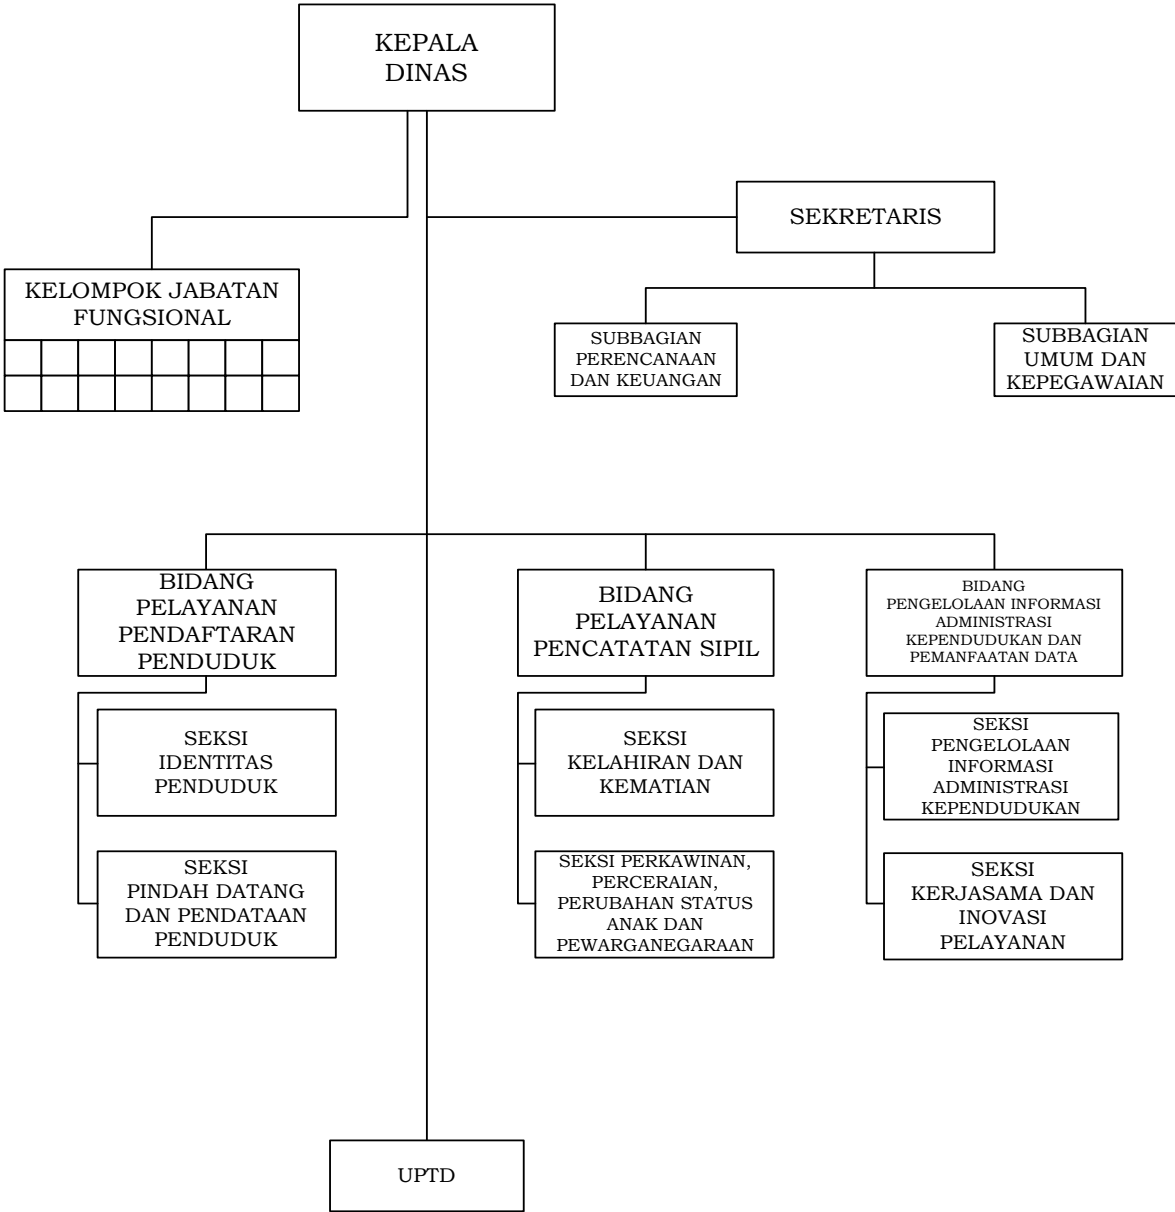 KEPALA
DINAS
SEKRETARIS
KELOMPOK JABATAN
FUNGSIONAL
SUBBAGIAN
PERENCANAAN
DAN KEUANGAN
SUBBAGIAN
UMUM DAN
KEPEGAWAIAN
BIDANG
PELAYANAN
PENDAFTARAN
PENDUDUK
BIDANG
PELAYANAN
PENCATATAN SIPIL
BIDANG
PENGELOLAAN INFORMASI
ADMINISTRASI
KEPENDUDUKAN DAN
PEMANFAATAN DATA
SEKSI
IDENTITAS
PENDUDUK
SEKSI
KELAHIRAN DAN
KEMATIAN
SEKSI
PENGELOLAAN
INFORMASI
ADMINISTRASI
KEPENDUDUKAN
SEKSI
PINDAH DATANG
DAN PENDATAAN
PENDUDUK
SEKSI PERKAWINAN,
PERCERAIAN,
PERUBAHAN STATUS
ANAK DAN
PEWARGANEGARAAN
SEKSI
KERJASAMA DAN
INOVASI
PELAYANAN
UPTD